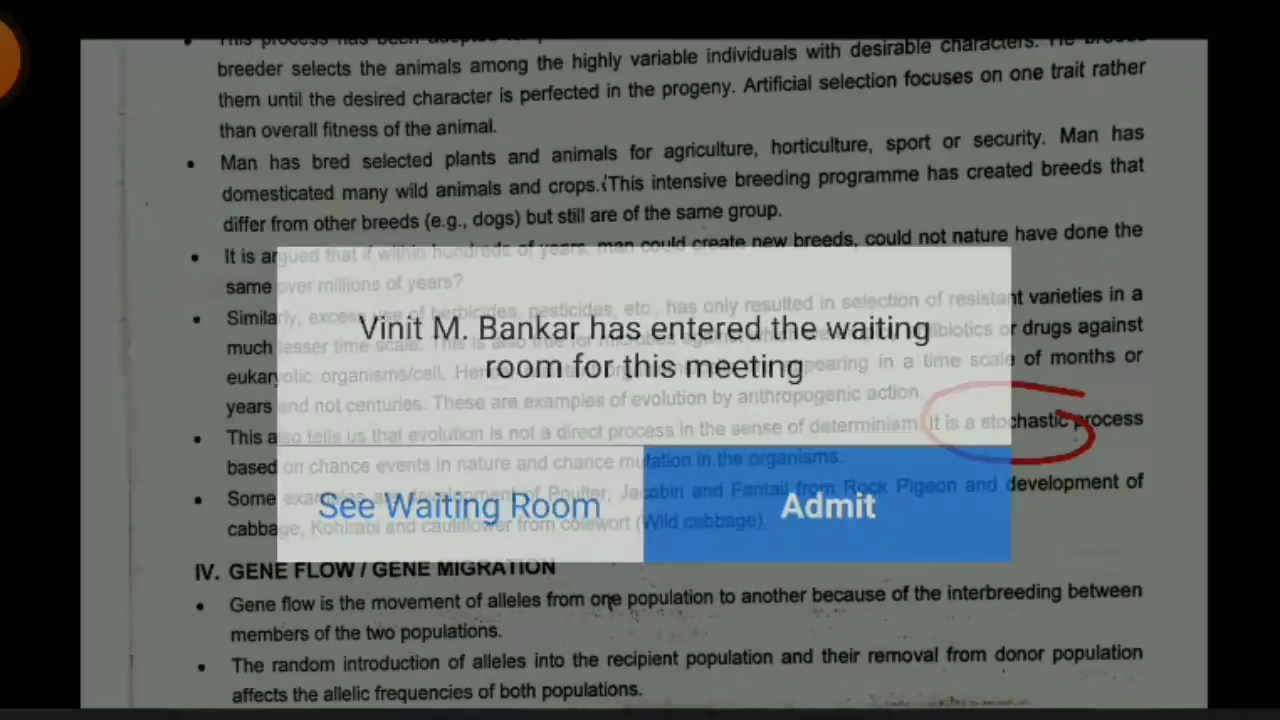 This process has been adopted
breeder selects the animals among the highly variable individuals with desirable characters. He
them until the desired character is perfected in the progeny. Artificial selection focuses on one trait rather
than overall fitness of the animal.
• Man has bred selected plants and animals for agriculture, horticulture, sport or security. Man has
domesticated many wild animals and crops. This intensive breeding programme has created breeds that
differ from other breeds (e.g., dogs) but still are of the same group.
• It is argued that if within hundreds of years, man could create new breeds, could not nature have done the
same over millions of years?
• Similarly, excess use of herbicides, pesticides, etc., has only resulted in selection of resistant varieties in a
much lesser time scale. This is also true for microbes against which antibiotics or drugs against
eukaryotic organisms/cell. appearing in a time scale of months or
years and not centuries. These are examples of evolution by anthropogenic action.
• This also tells us that evolution is not a direct process in the sense of determinism. It is a stochastic process
based on chance events in nature and chance mutation in the organisms.
• Some examples are development of Poulter, Jacobin and Fantail from Rock Pigeon and development of
cabbage, Kohlrabi and cauliflower from colewort (Wild cabbage).
Vinit M. Bankar has entered the waiting
room for this meeting
See Waiting Room
Admit
IV. GENE FLOW / GENE MIGRATION
• Gene flow is the movement of alleles from one population to another because of the interbreeding between
members of the two populations.
• The random introduction of alleles into the recipient population and their removal from donor population
affects the allelic frequencies of both populations.